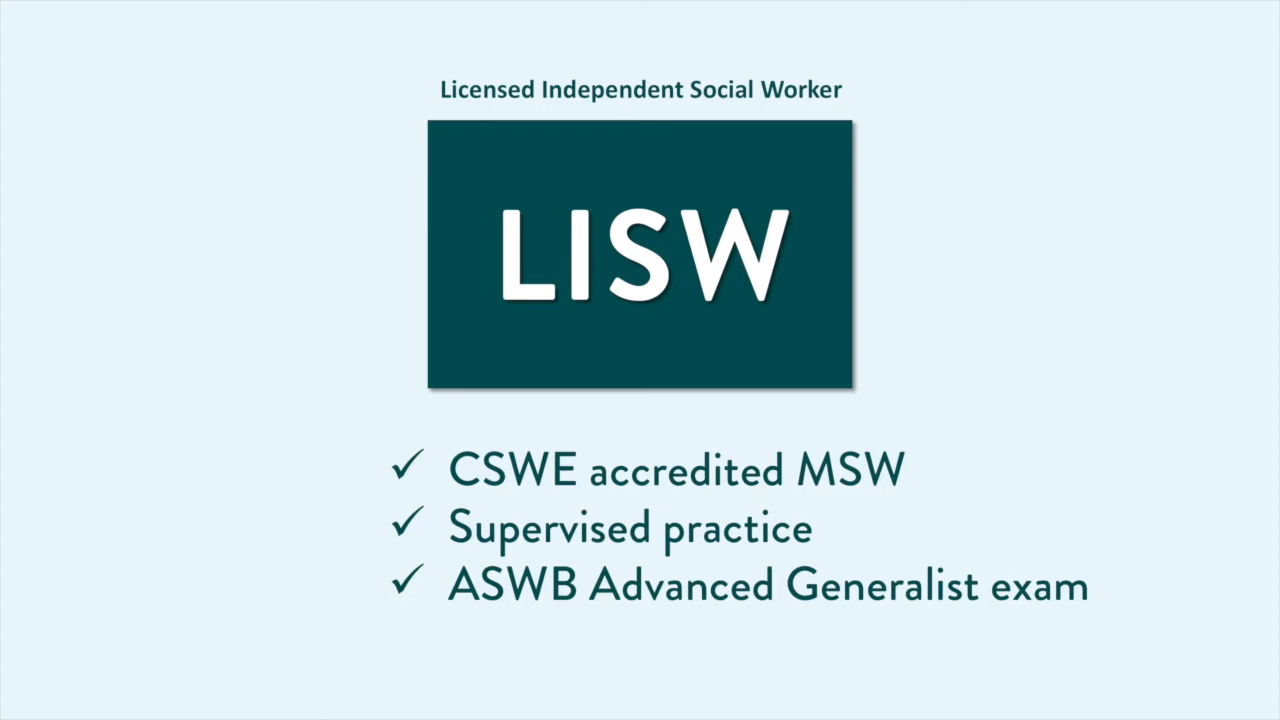 Licensed Independent Social Worker
LISW
✓ CSWE accredited MSW
✓ Supervised practice
✓ ASWB Advanced Generalist exam